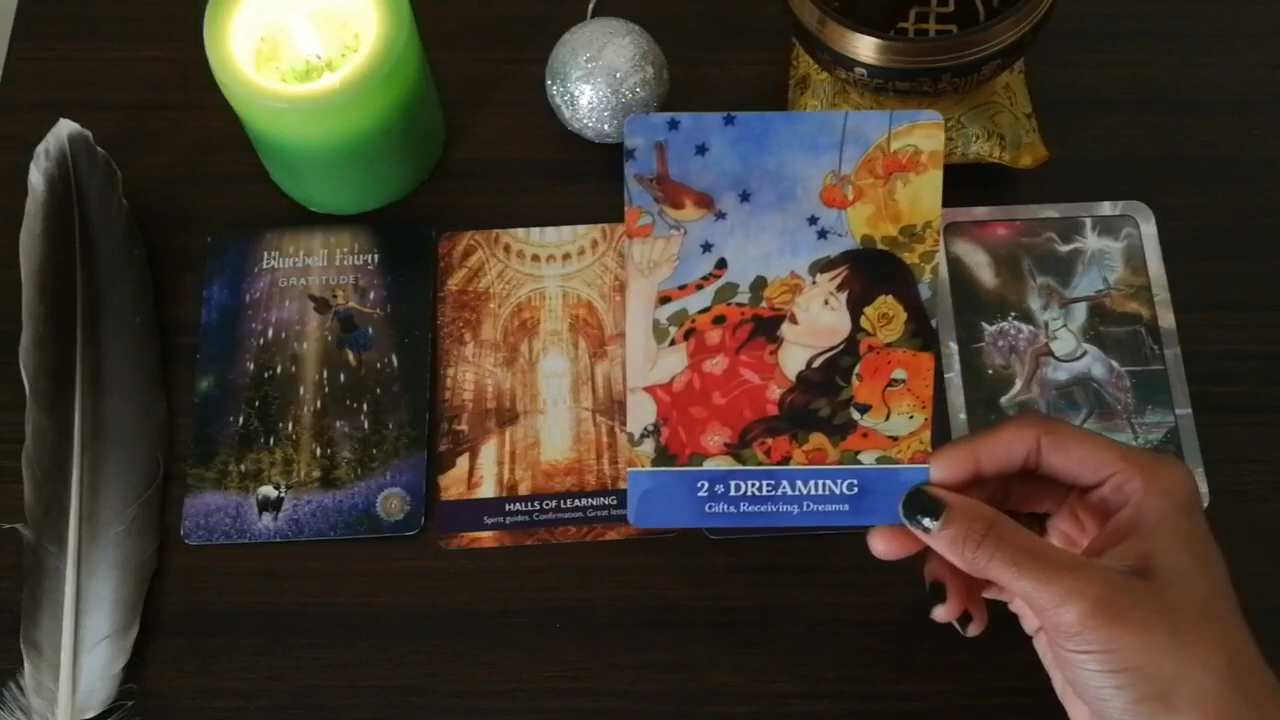 Bluebell Fairy
GRATITUDE
HALLS OF LEARNING
Spirit guides. Confirmation. Great
2 DREAMING
Gifts, Receiving, Dreams